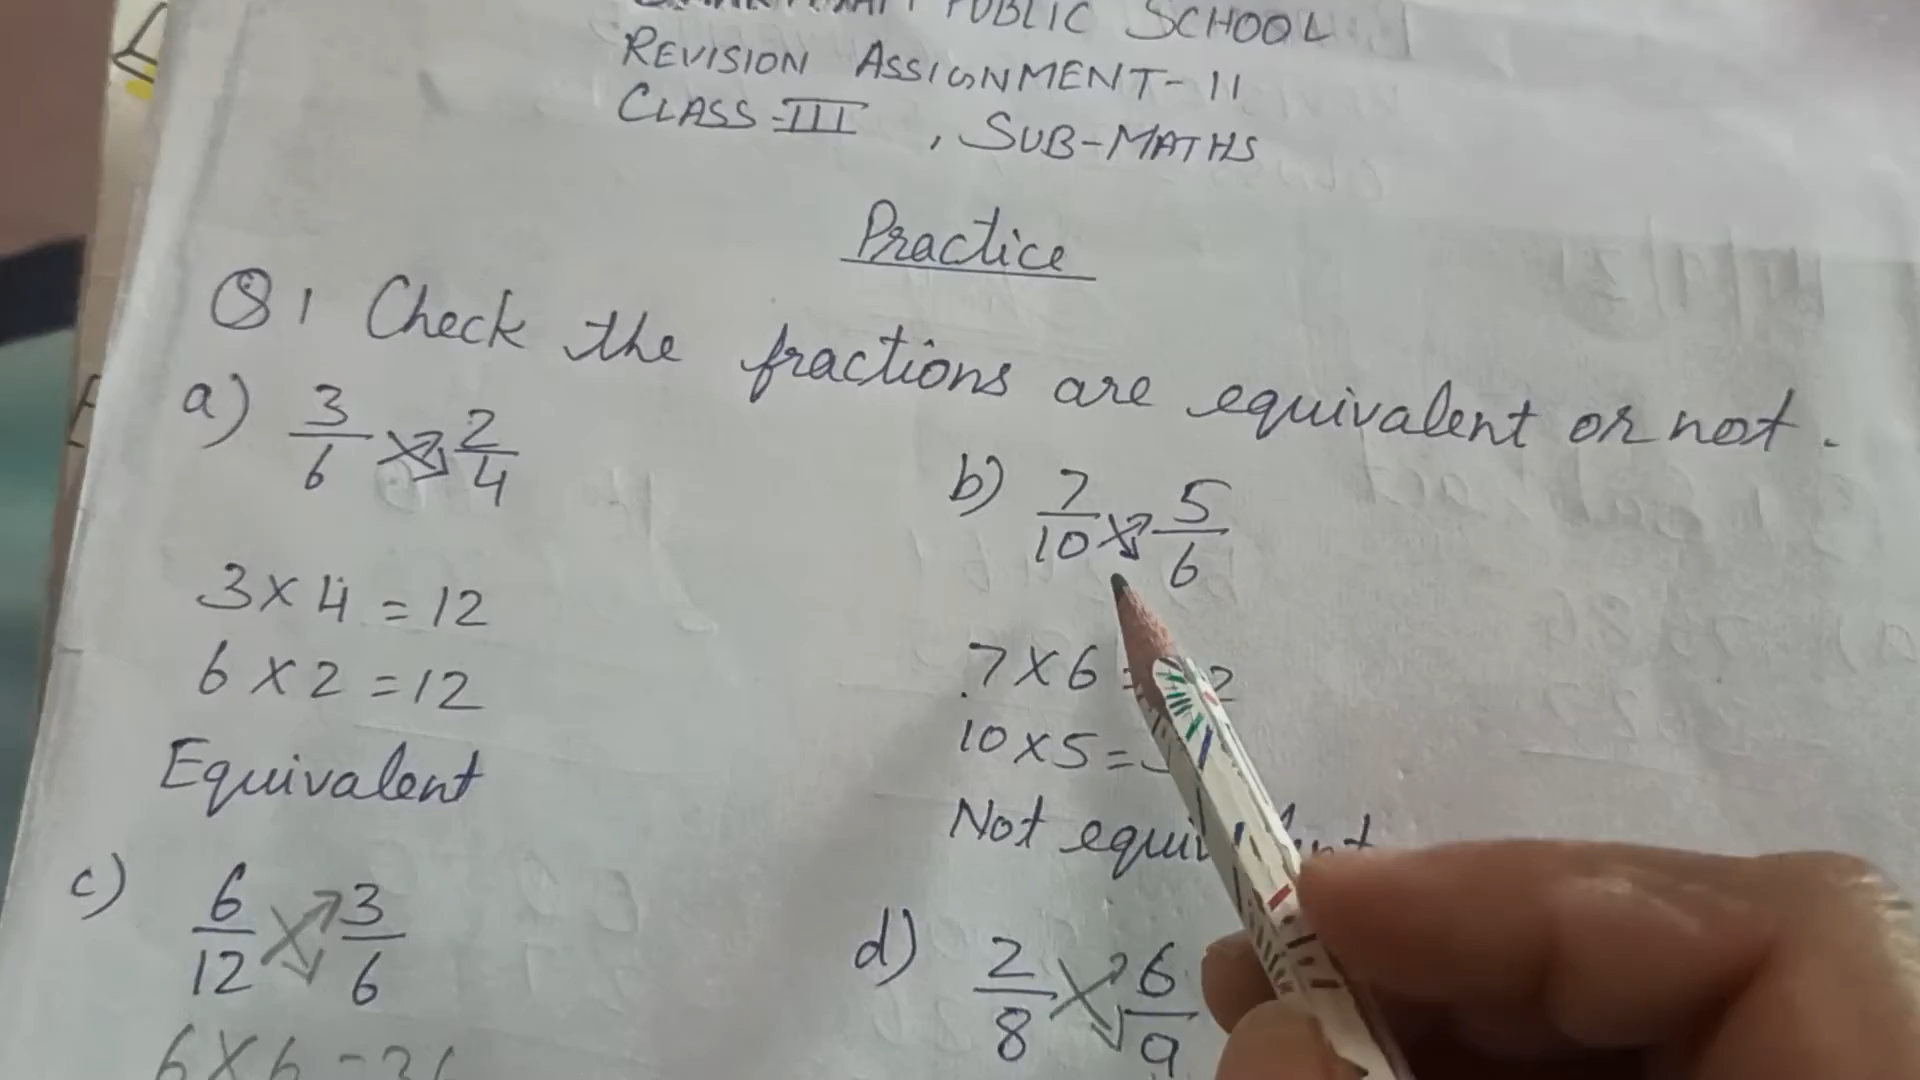 PUBLIC SCHOOL
REVISION ASSIGNMENT-11
CLASS-III, SUB-MATHS
Practice
Q1 Check the fractions are equivalent or not.
a) 3/6 2/4
3×4=12
6×2=12
Equivalent
b) 7/10 5/6
7×6=
10×5=
Not
c) 6/12 3/6
6×6=
d) 2/8 6/9